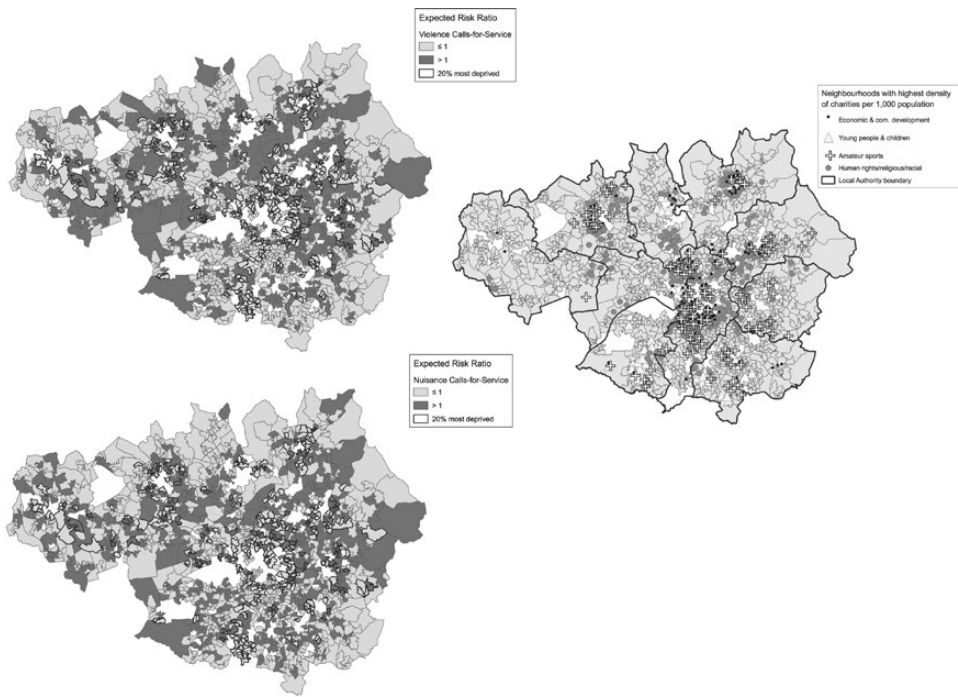 Expected Risk Ratio
Violence Calls-for-Service
≤ 1
> 1
20% most deprived
Neighbourhoods with highest density
of charities per 1,000 population
Economic & com. development
Young people & children
Amateur sports
Human rights/religious/racial
Local Authority boundary
Expected Risk Ratio
Nuisance Calls-for-Service
≤ 1
> 1
20% most deprived